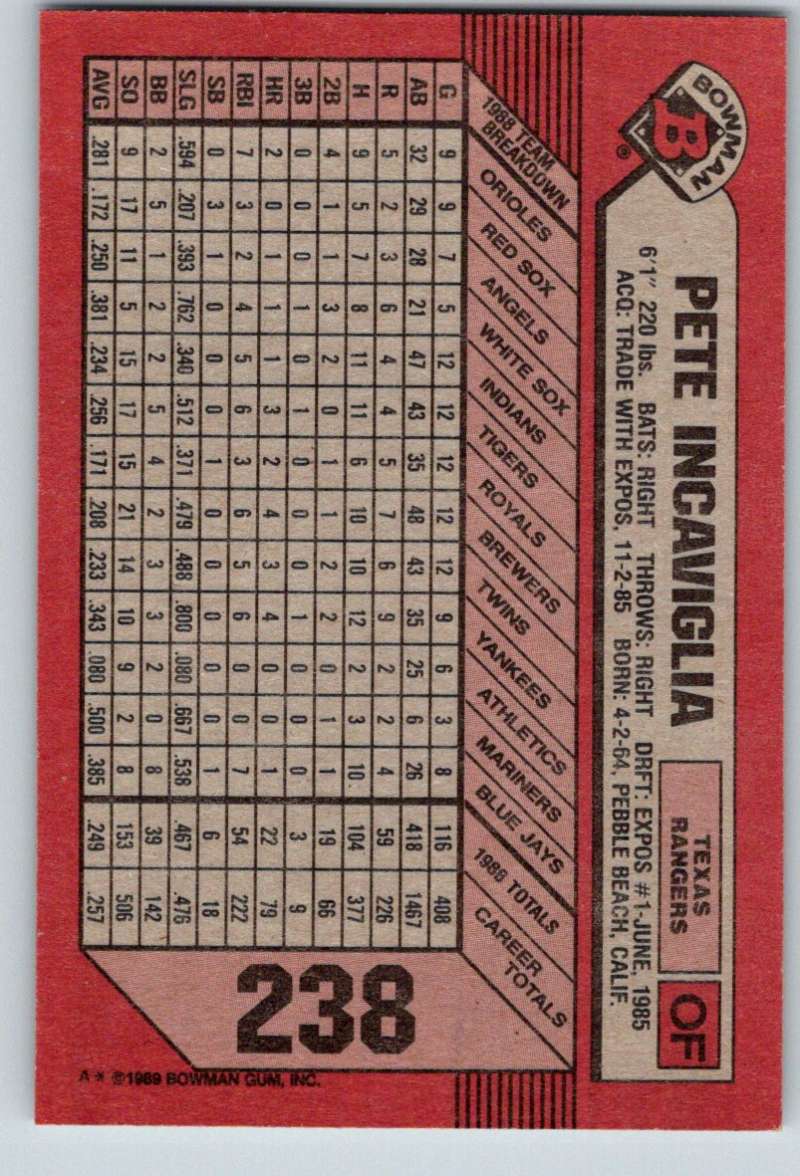 BOWMAN
B
®
PETE INCAVIGLIA
TEXAS
RANGERS
OF
6'1" 220 lbs. BATS: RIGHT THROWS: RIGHT DRFT: EXPOS #1-JUNE, 1985
ACQ: TRADE WITH EXPOS, 11-2-85 BORN: 4-2-64, PEBBLE BEACH, CALIF.
1988 TEAM
BREAKDOWN
ORIOLES
RED SOX
ANGELS
WHITE SOX
INDIANS
TIGERS
ROYALS
BREWERS
TWINS
YANKEES
ATHLETICS
MARINERS
BLUE JAYS
1988 TOTALS
CAREER
TOTALS
G 9 9 7 5 12 12 12 12 12 9 6 3 8 116 408
AB 32 29 28 21 47 43 35 48 43 35 25 6 26 418 1467
R 5 2 3 6 4 4 5 7 6 9 2 2 4 59 226
H 9 5 7 8 11 11 6 10 10 12 2 3 10 104 377
2B 4 1 1 3 2 0 1 1 2 2 0 1 1 19 66
3B 0 0 0 1 0 1 0 0 0 1 0 0 0 3 9
HR 2 0 1 1 1 3 2 4 3 4 0 0 1 22 79
RBI 7 3 2 4 5 6 3 6 5 6 0 0 7 54 222
SB 0 3 1 0 0 0 1 0 0 0 0 0 1 6 18
SLG .594 .207 .393 .762 .340 .512 .371 .479 .488 .800 .080 .667 .538 .467 .476
BB 2 5 1 2 2 5 4 2 3 3 2 0 8 39 142
SO 9 17 11 5 15 17 15 21 14 10 9 2 8 153 506
AVG .281 .172 .250 .381 .234 .256 .171 .208 .233 .343 .080 .500 .385 .249 .257
238
A * ©1989 BOWMAN GUM, INC.